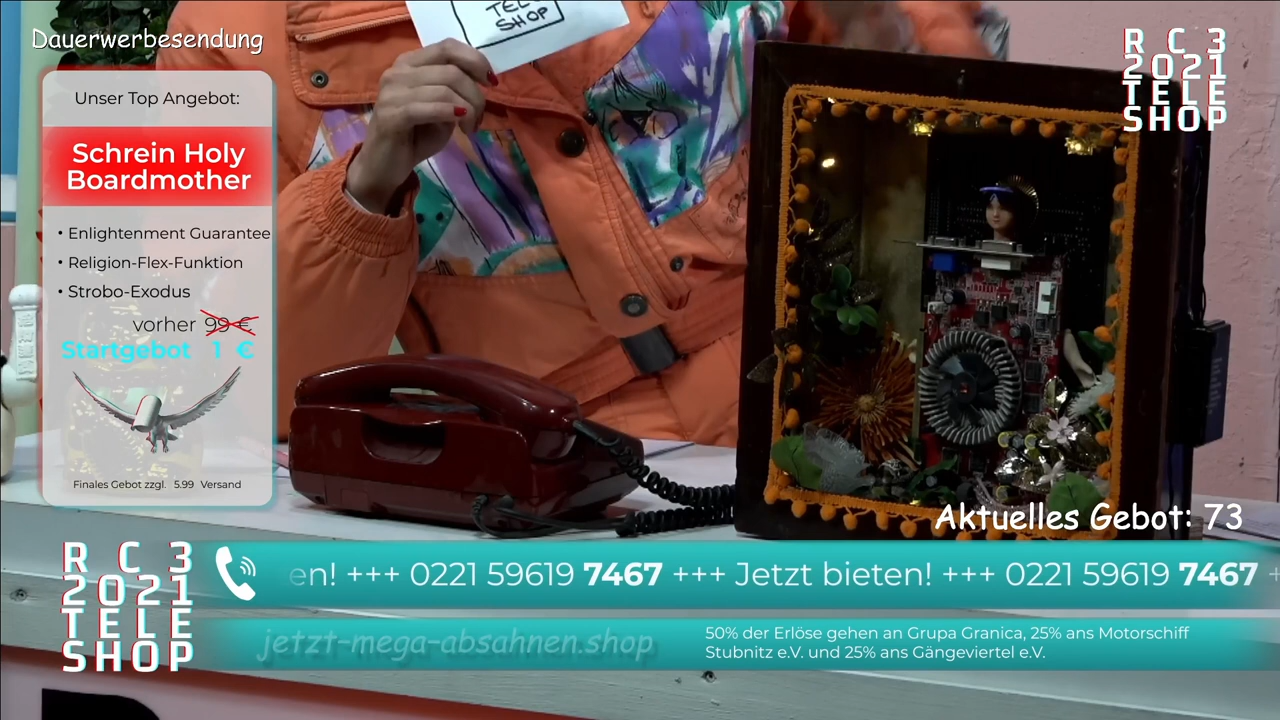 Dauerwerbesendung
Unser Top Angebot:
Schrein Holy
Boardmother
• Enlightenment Guarantee
• Religion-Flex-Funktion
• Strobo-Exodus
vorher 99 €
Startgebot 1 €
Finales Gebot zzgl. 5.99 Versand
SHOP
R C 3
2021
TELE
SHOP
Aktuelles Gebot: 73
R C 3
2021
TELE
SHOP
en! +++ 0221 59619 7467 +++ Jetzt bieten! +++ 0221 59619 7467 +
jetzt-mega-absahnen.shop
50% der Erlöse gehen an Grupa Granica, 25% ans Motorschiff
Stubnitz e.V. und 25% ans Gängeviertel e.V.